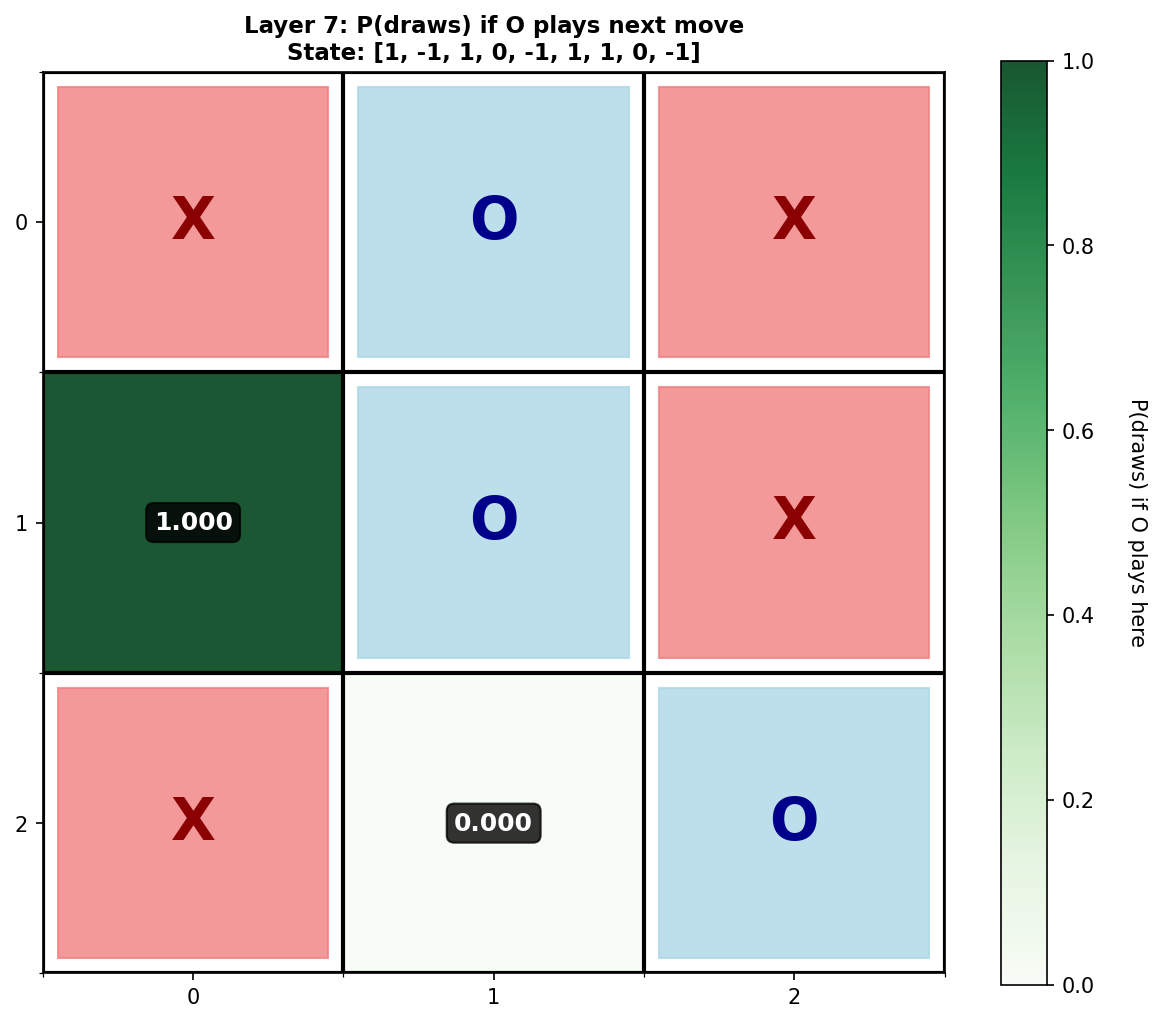 Layer 7: P(draws) if O plays next move
State: [1, -1, 1, 0, -1, 1, 1, 0, -1]
X
O
X
1.000
O
X
X
0.000
O
0
1
2
0
1
2
1.0
0.8
0.6
0.4
0.2
0.0
P(draws) if O plays here